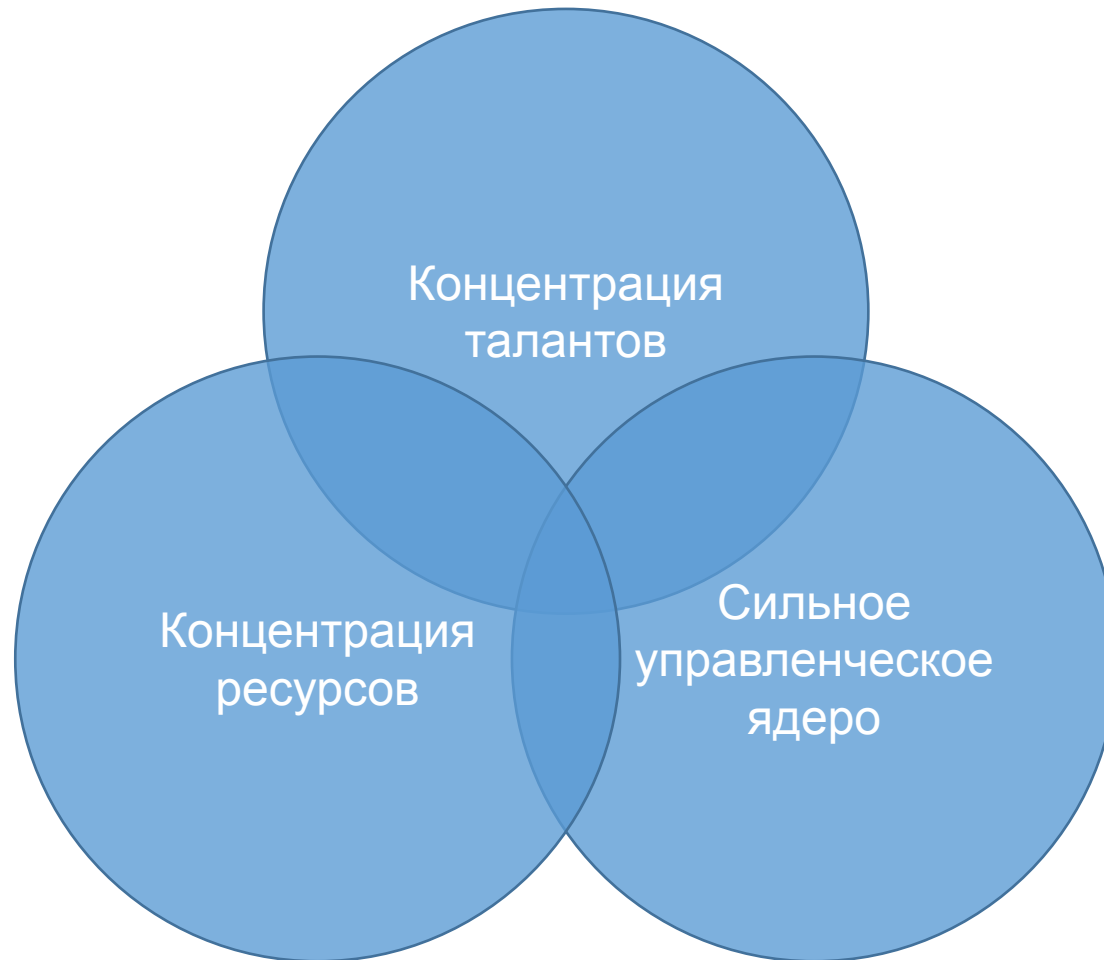 Концентрация
талантов
Концентрация
ресурсов
Сильное
управленческое
ядеро